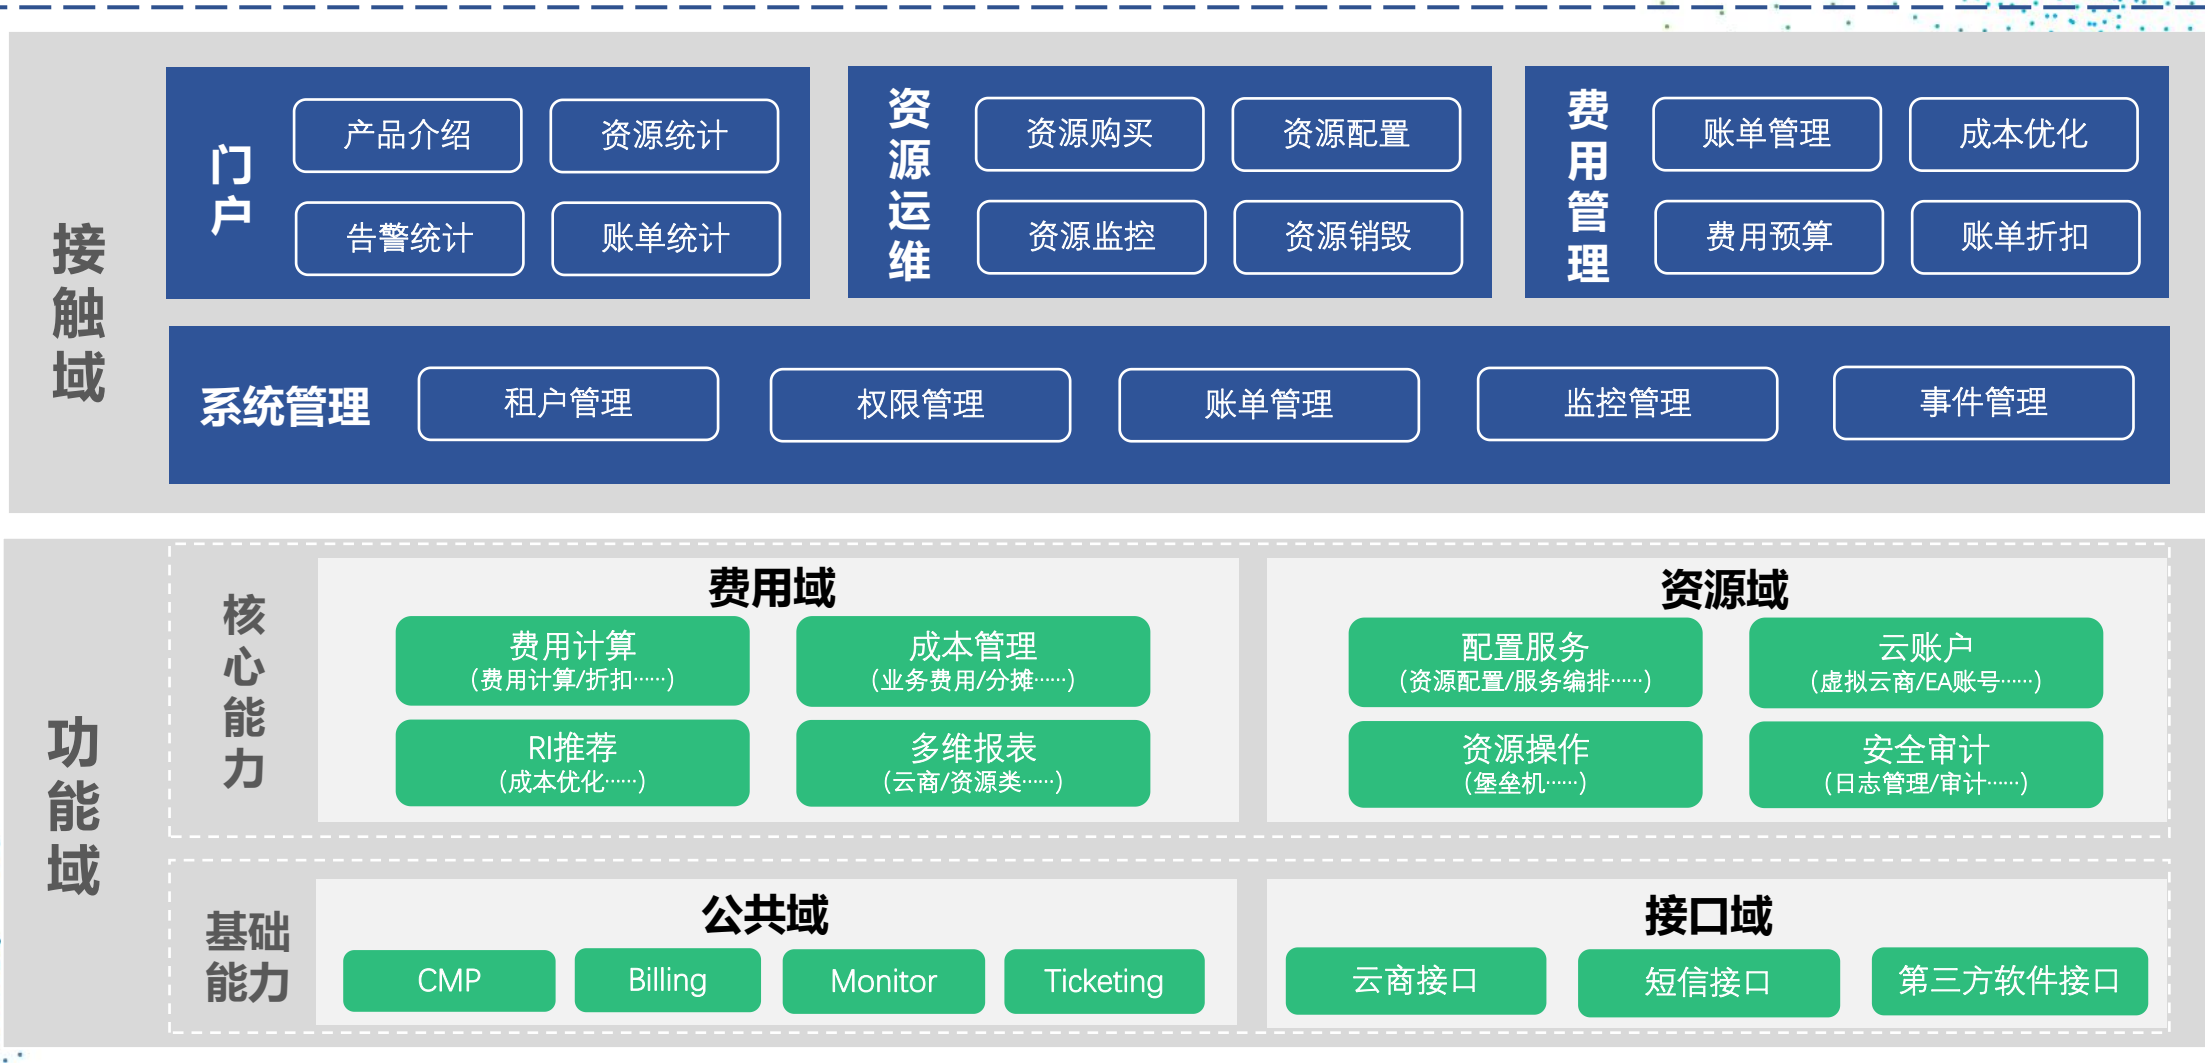 接触域
门户
产品介绍
资源统计
告警统计
账单统计
资源运维
资源购买
资源配置
资源监控
资源销毁
费用管理
账单管理
成本优化
费用预算
账单折扣
系统管理
租户管理
权限管理
账单管理
监控管理
事件管理
功能域
核心能力
费用域
费用计算
（费用计算/折扣······）
成本管理
（业务费用/分摊······）
RI推荐
（成本优化······）
多维报表
（云商/资源类······）
资源域
配置服务
（资源配置/服务编排······）
云账户
（虚拟云商/EA账号······）
资源操作
（堡垒机······）
安全审计
（日志管理/审计······）
基础
能力
公共域
CMP
Billing
Monitor
Ticketing
接口域
云商接口
短信接口
第三方软件接口